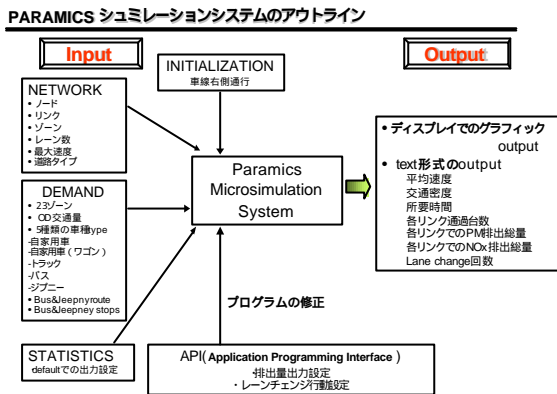 PARAMICS シュミレーションシステムのアウトライン
Input
Output
INITIALIZATION
車線右側通行
NETWORK
• ノード
• リンク
• ゾーン
• レーン数
• 最大速度
• 道路タイプ
DEMAND
• 23ゾーン
• OD交通量
• 5種類の車種type
-自家用車
-自家用車(ワゴン)
-トラック
-バス
-ジプニー
• Bus&Jeepnyroute
• Bus&Jeepney stops
STATISTICS
defaultでの出力設定
Paramics
Microsimulation
System
プログラムの修正
API(Application Programming Interface )
・排出量出力設定
・レーンチェンジ行動設定
• ディスプレイでのグラフィック
output
• text形式のoutput
平均速度
交通密度
所要時間
各リンク通過台数
各リンクでのPM排出総量
各リンクでのNOx排出総量
Lane change回数